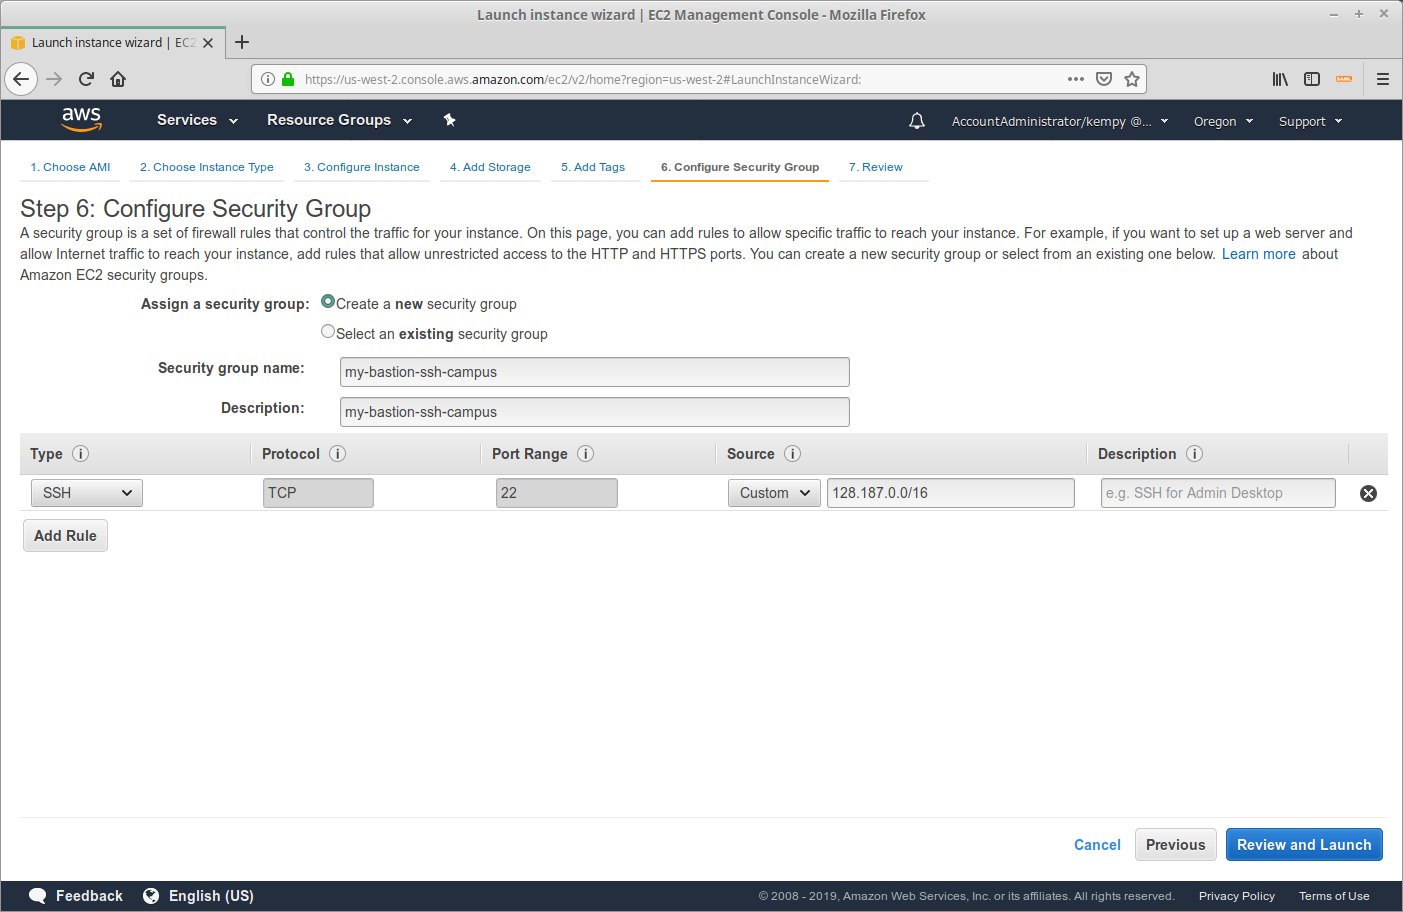 Launch instance wizard | EC2 Management Console - Mozilla Firefox
Launch instance wizard | EC2
https://us-west-2.console.aws.amazon.com/ec2/v2/home?region=us-west-2#LaunchInstanceWizard:
aws Services Resource Groups AccountAdministrator/kempy @... Oregon Support
1. Choose AMI 2. Choose Instance Type 3. Configure Instance 4. Add Storage 5. Add Tags 6. Configure Security Group 7. Review
Step 6: Configure Security Group
A security group is a set of firewall rules that control the traffic for your instance. On this page, you can add rules to allow specific traffic to reach your instance. For example, if you want to set up a web server and
allow Internet traffic to reach your instance, add rules that allow unrestricted access to the HTTP and HTTPS ports. You can create a new security group or select from an existing one below. Learn more about
Amazon EC2 security groups.
Assign a security group: Create a new security group
Select an existing security group
Security group name: my-bastion-ssh-campus
Description: my-bastion-ssh-campus
Type i Protocol i Port Range i Source i Description i
SSH TCP 22 Custom 128.187.0.0/16 e.g. SSH for Admin Desktop
Add Rule
Cancel Previous Review and Launch
Feedback English (US) © 2008 - 2019, Amazon Web Services, Inc. or its affiliates. All rights reserved. Privacy Policy Terms of Use